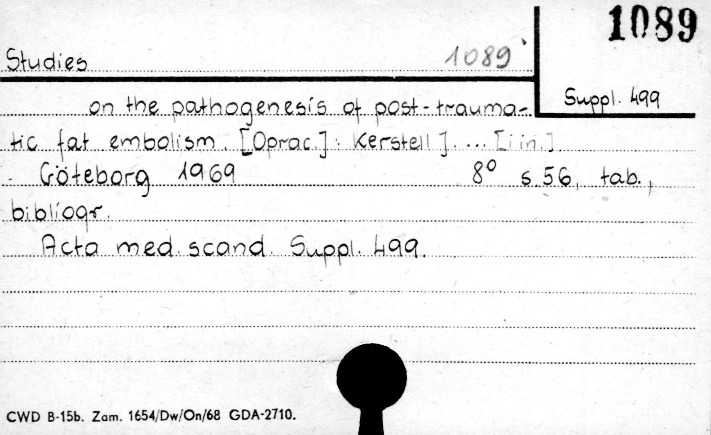 1089
Studies 1089
Suppl. 499
on the pathogenesis of post-trauma-
tic fat embolism. [Oprac.]: Kerstell J. ... [i in.].
Göteborg 1969 8° s.56, tab.,
bibliogr.
Acta med. scand. Suppl. 499.
CWD B-15b. Zam. 1654/Dw/On/68 GDA-2710.